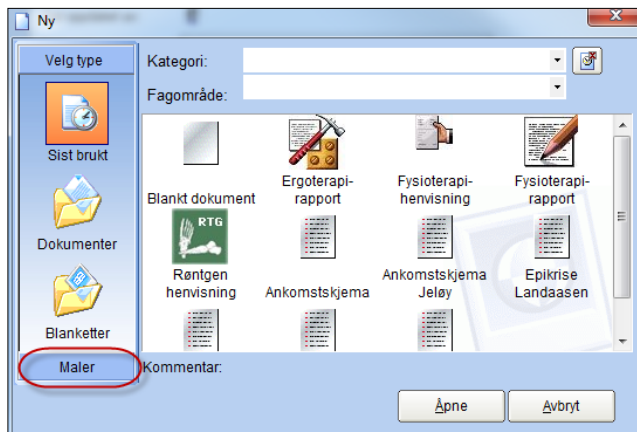 Ny
Velg type
Sist brukt
Dokumenter
Blanketter
Maler
Kategori:
Fagområde:
Blankt dokument
Ergoterapi-
rapport
Fysioterapi-
henvisning
Fysioterapi-
rapport
RTG
Røntgen
henvisning
Ankomstskjema
Ankomstskjema
Jeløy
Epikrise
Landaasen
Kommentar:
Åpne
Avbryt